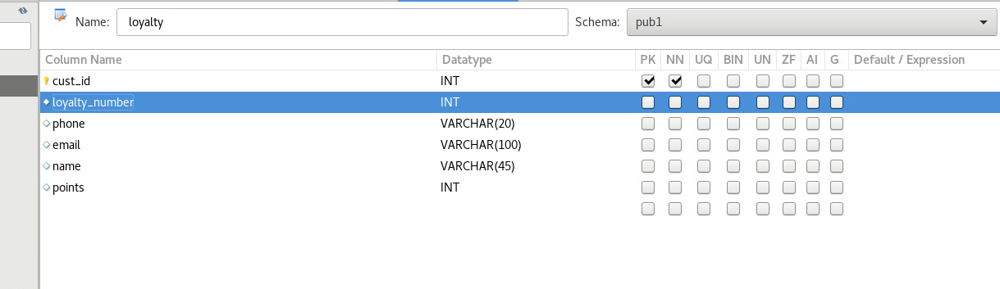 Name: loyalty Schema: pub1
Column Name Datatype PK NN UQ BIN UN ZF AI G Default / Expression
cust_id INT
loyalty_number INT
phone VARCHAR(20)
email VARCHAR(100)
name VARCHAR(45)
points INT